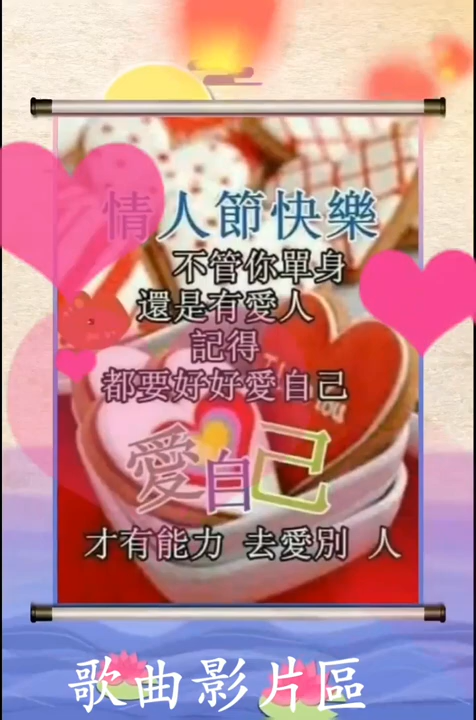 情人節快樂
不管你單身
還是有愛人
記得
都要好好愛自己
愛自己
才有能力 去愛別 人
歌曲影片區